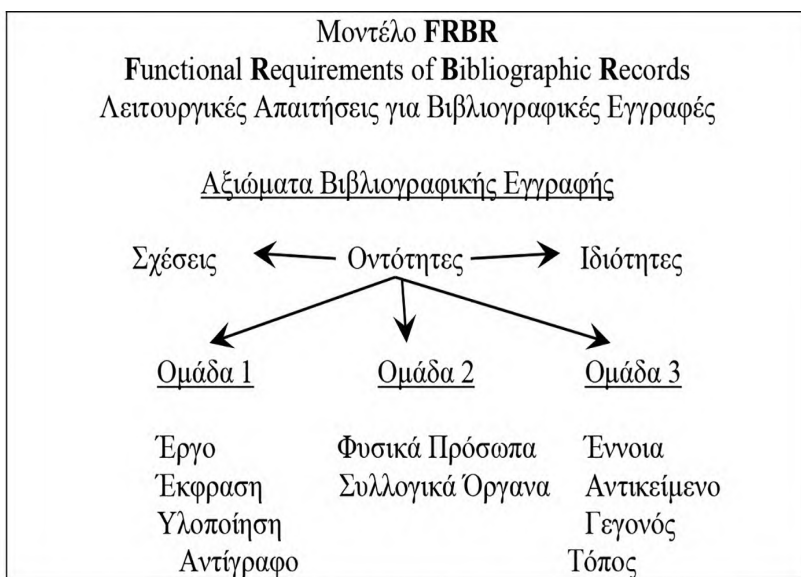 Μοντέλο FRBR
Functional Requirements of Bibliographic Records
Λειτουργικές Απαιτήσεις για Βιβλιογραφικές Εγγραφές
Αξιώματα Βιβλιογραφικής Εγγραφής
Σχέσεις Οντότητες Ιδιότητες
Ομάδα 1 Ομάδα 2 Ομάδα 3
Έργο Φυσικά Πρόσωπα Έννοια
Έκφραση Συλλογικά Όργανα Αντικείμενο
Υλοποίηση Γεγονός
Αντίγραφο Τόπος